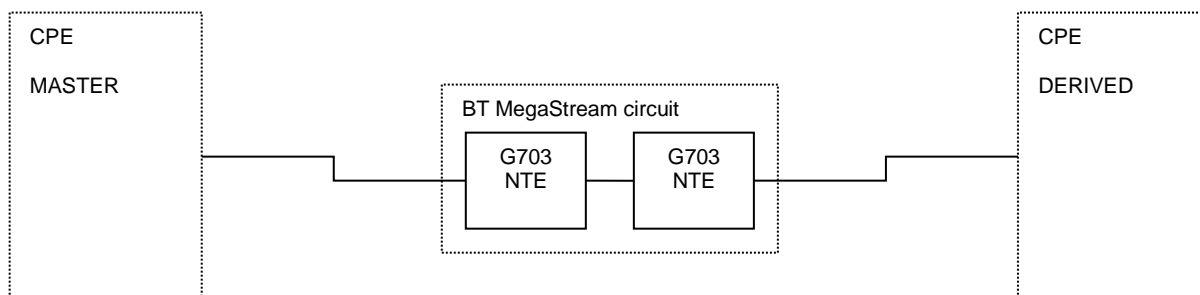 CPE
MASTER
BT MegaStream circuit
G703
NTE
G703
NTE
CPE
DERIVED